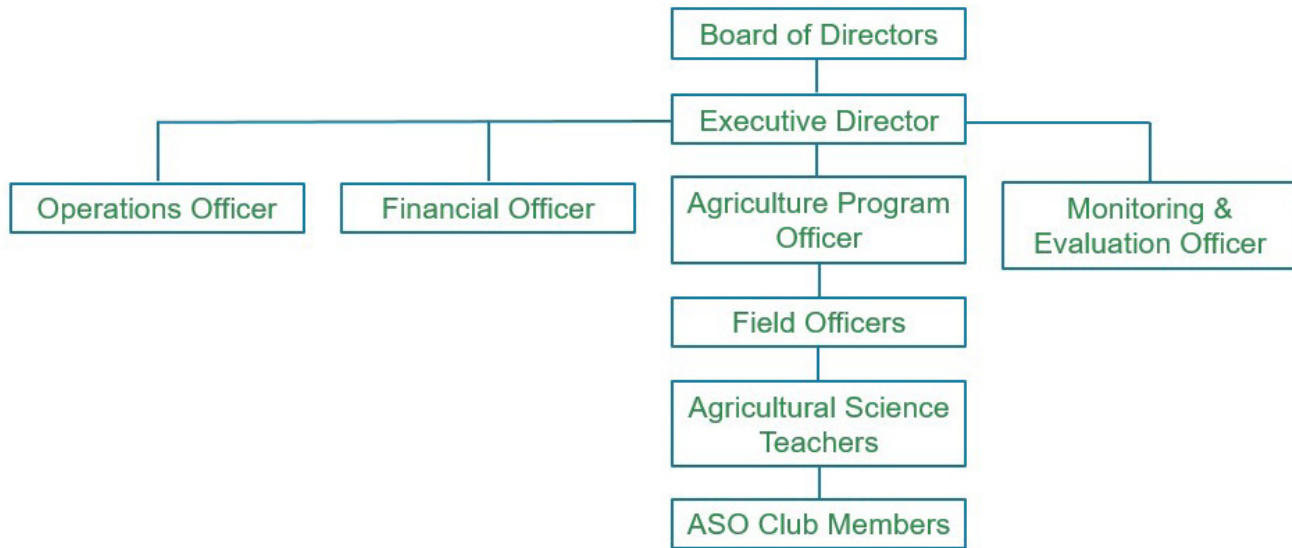 Board of Directors
Executive Director
Operations Officer
Financial Officer
Agriculture Program
Officer
Monitoring &
Evaluation Officer
Field Officers
Agricultural Science
Teachers
ASO Club Members